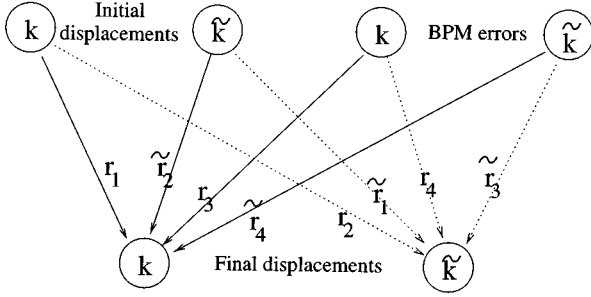 Initial
displacements
BPM errors
k
k̃
k
k̃
r₁
r̃₂
r₃
r̃₄
r₂
r̃₁
r₄
r̃₃
k
Final displacements
k̃